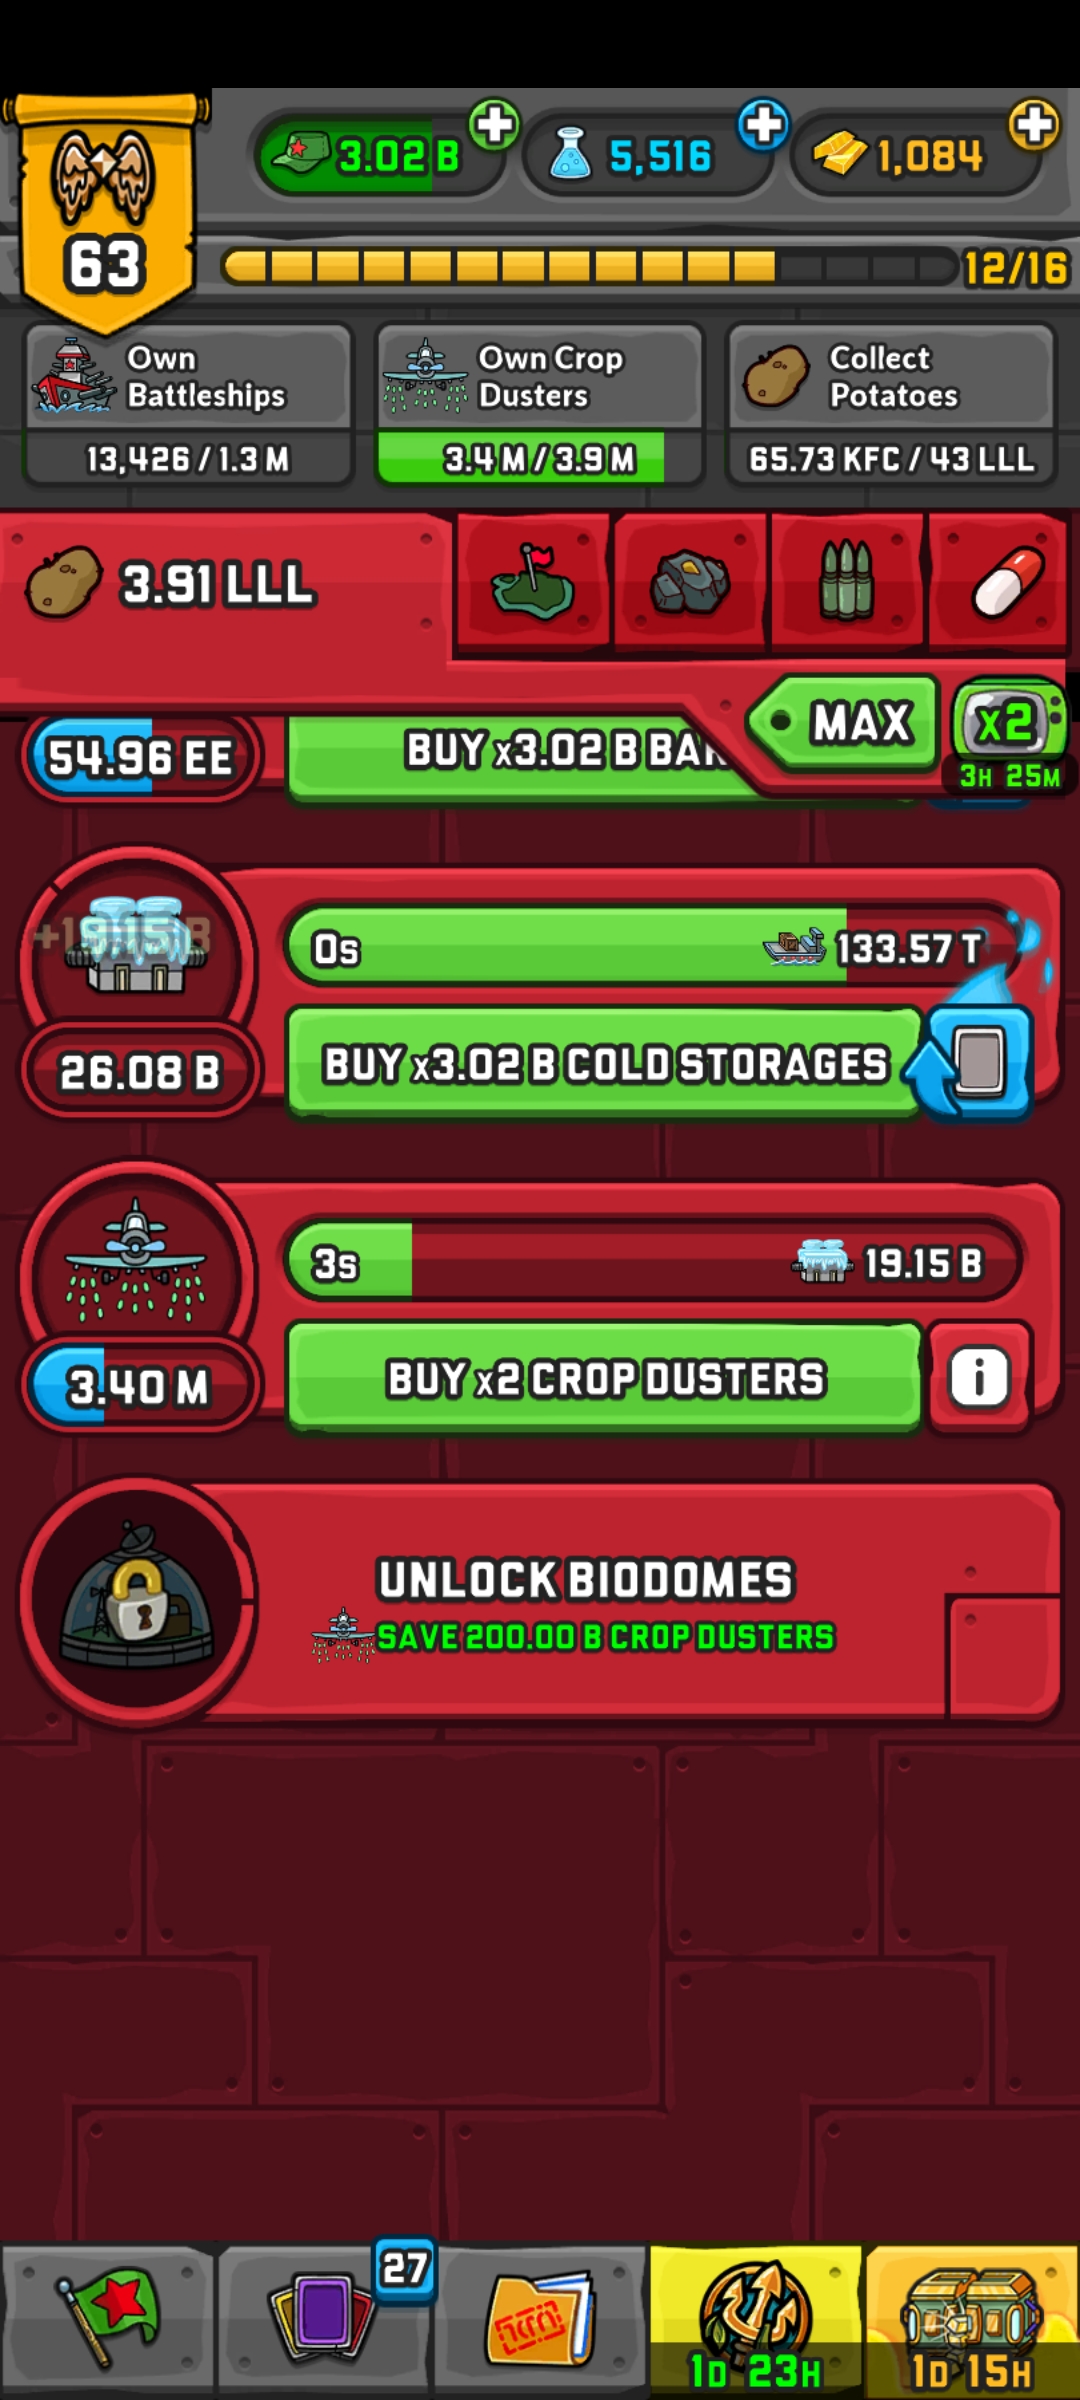 63
3.02 B
5,516
1,084
12/16
Own
Battleships
13,426 / 1.3 M
Own Crop
Dusters
3.4 M / 3.9 M
Collect
Potatoes
65.73 KFC / 43 LLL
3.91 LLL
MAX
x2
3H 25M
54.96 EE
BUY x3.02 B
+19.15 B
0s
133.57 T
26.08 B
BUY x3.02 B COLD STORAGES
3s
19.15 B
3.40 M
BUY x2 CROP DUSTERS
i
UNLOCK BIODOMES
SAVE 200.00 B CROP DUSTERS
27
1D 23H
1D 15H